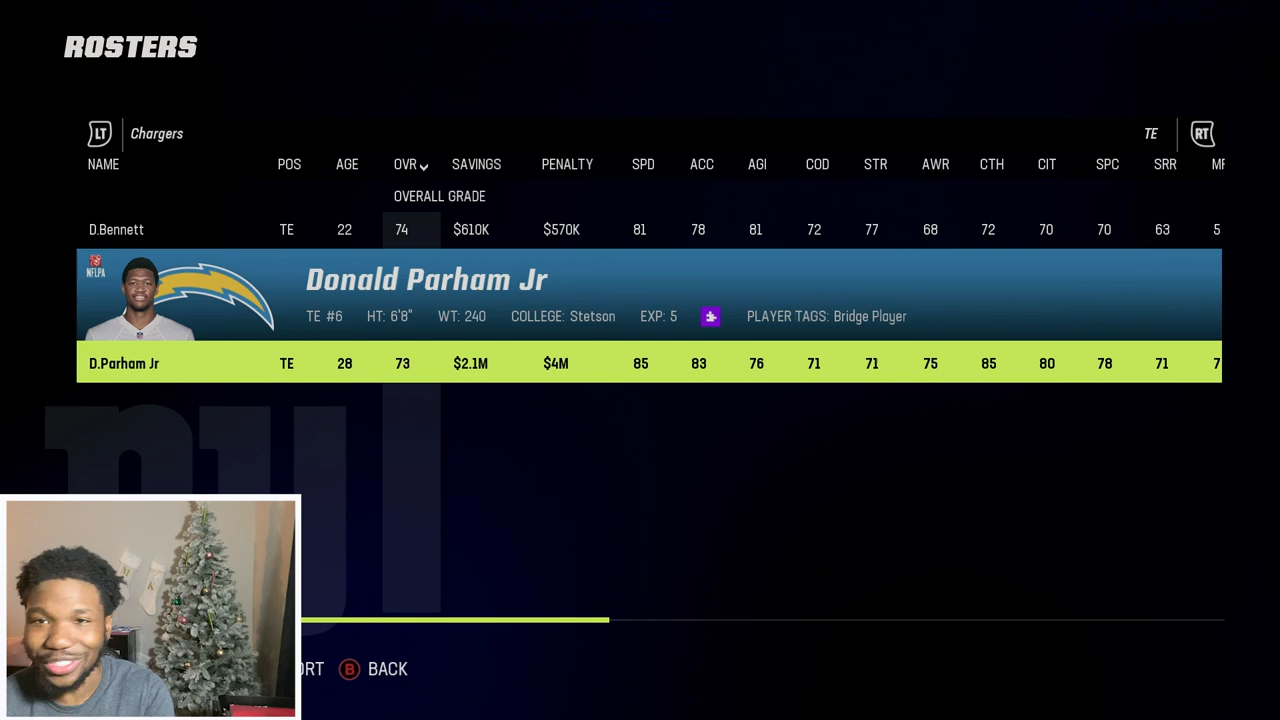 ROSTERS
LT Chargers TE RT
NAME POS AGE OVR SAVINGS PENALTY SPD ACC AGI COD STR AWR CTH CIT SPC SRR
OVERALL GRADE
D.Bennett TE 22 74 $610K $570K 81 78 81 72 77 68 72 70 70 63 5
NFLPA
Donald Parham Jr
TE #6 HT: 6'8" WT: 240 COLLEGE: Stetson EXP: 5 PLAYER TAGS: Bridge Player
D.Parham Jr TE 28 73 $2.1M $4M 85 83 76 71 71 75 85 80 78 71 7
B BACK